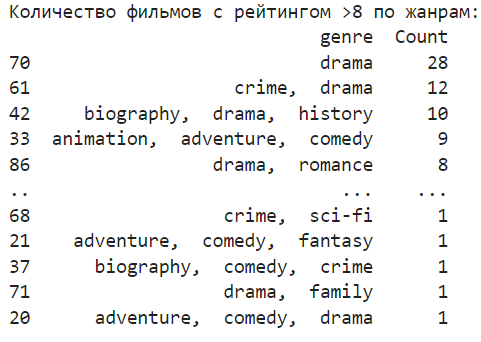 Количество фильмов с рейтингом >8 по жанрам:
genre Count
70 drama 28
61 crime, drama 12
42 biography, drama, history 10
33 animation, adventure, comedy 9
86 drama, romance 8
.. ... ...
68 crime, sci-fi 1
21 adventure, comedy, fantasy 1
37 biography, comedy, crime 1
71 drama, family 1
20 adventure, comedy, drama 1